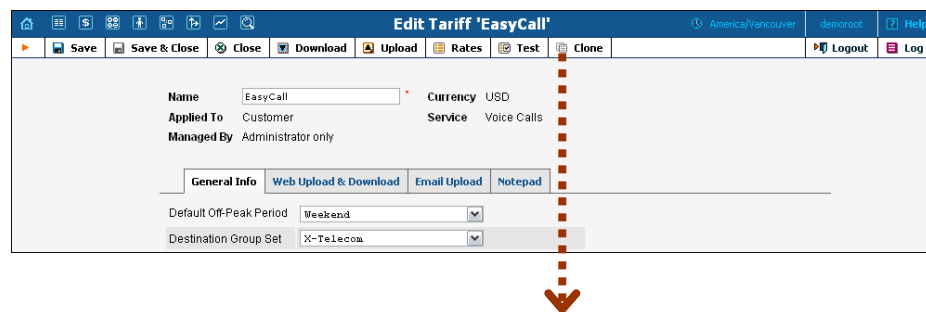 Edit Tariff 'EasyCall' America/Vancouver demoroot ? Help
Save Save & Close Close Download Upload Rates Test Clone Logout Log
Name EasyCall * Currency USD
Applied To Customer Service Voice Calls
Managed By Administrator only
General Info Web Upload & Download Email Upload Notepad
Default Off-Peak Period Weekend
Destination Group Set X-Telecom